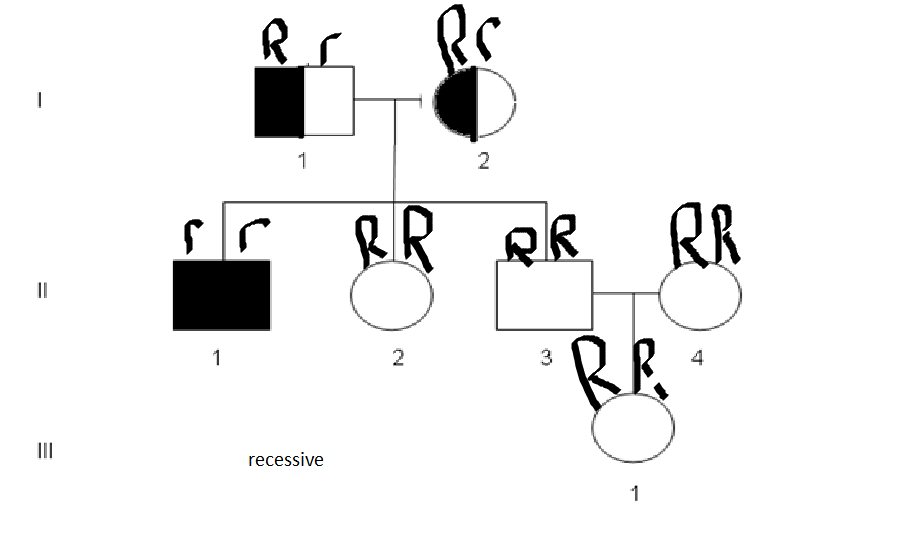 R r R r
I
1 2
r r R R R R R R
II
1 2 3 4
R R
III
recessive
1